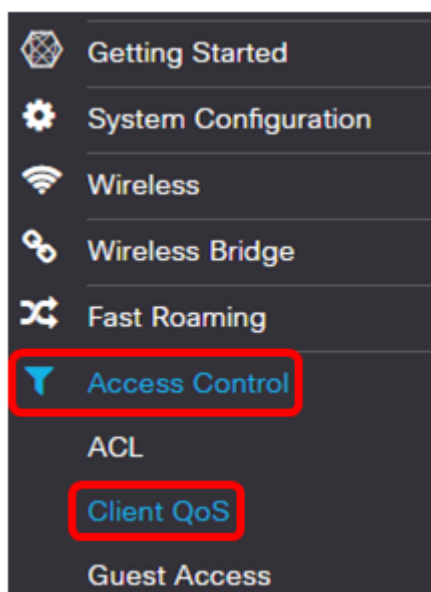 Getting Started
System Configuration
Wireless
Wireless Bridge
Fast Roaming
Access Control
ACL
Client QoS
Guest Access